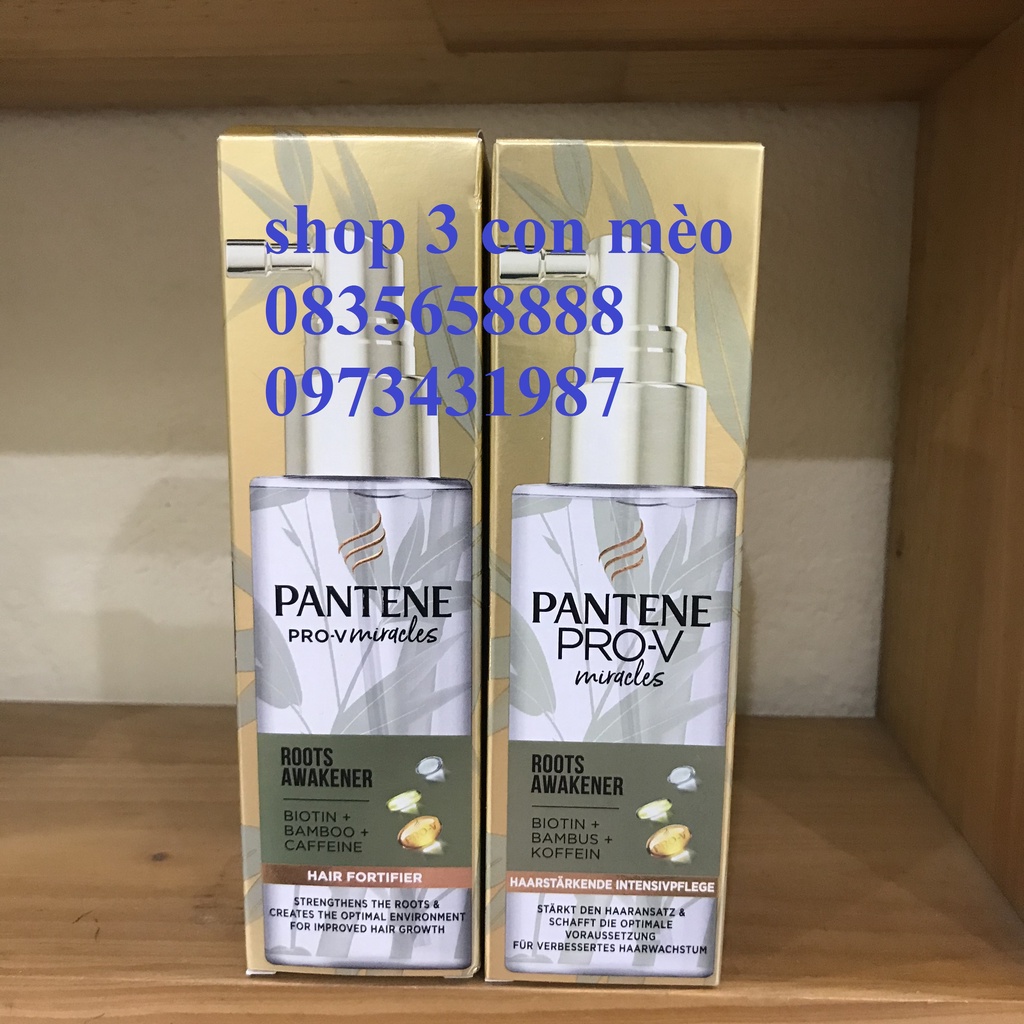 shop 3 con mèo
0835658888
0973431987
PANTENE
PRO-V miracles
ROOTS
AWAKENER
BIOTIN +
BAMBOO +
CAFFEINE
HAIR FORTIFIER
STRENGTHENS THE ROOTS &
CREATES THE OPTIMAL ENVIRONMENT
FOR IMPROVED HAIR GROWTH
PANTENE
PRO-V
miracles
ROOTS
AWAKENER
BIOTIN +
BAMBUS +
KOFFEIN
HAARSTÄRKENDE INTENSIVPFLEGE
STÄRKT DEN HAARANSATZ &
SCHAFFT DIE OPTIMALE
VORAUSSETZUNG
FÜR VERBESSERTES HAARWACHSTUM